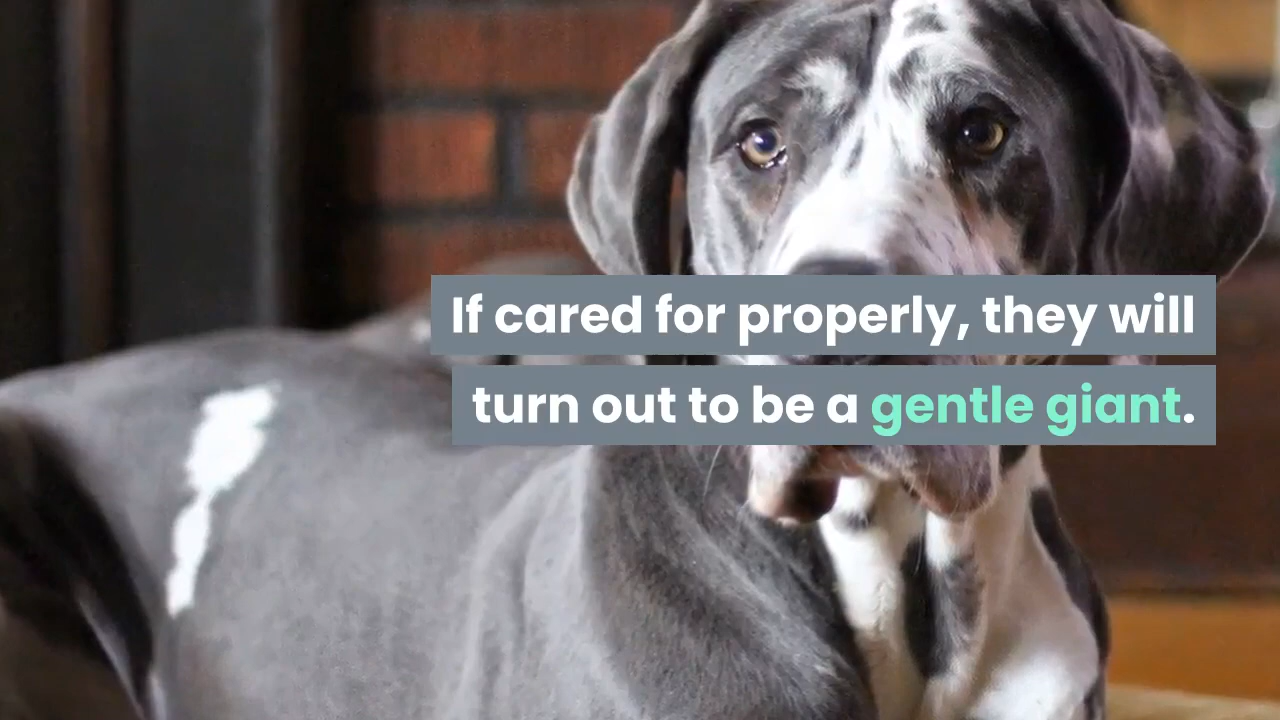 If cared for properly, they will
turn out to be a gentle giant.